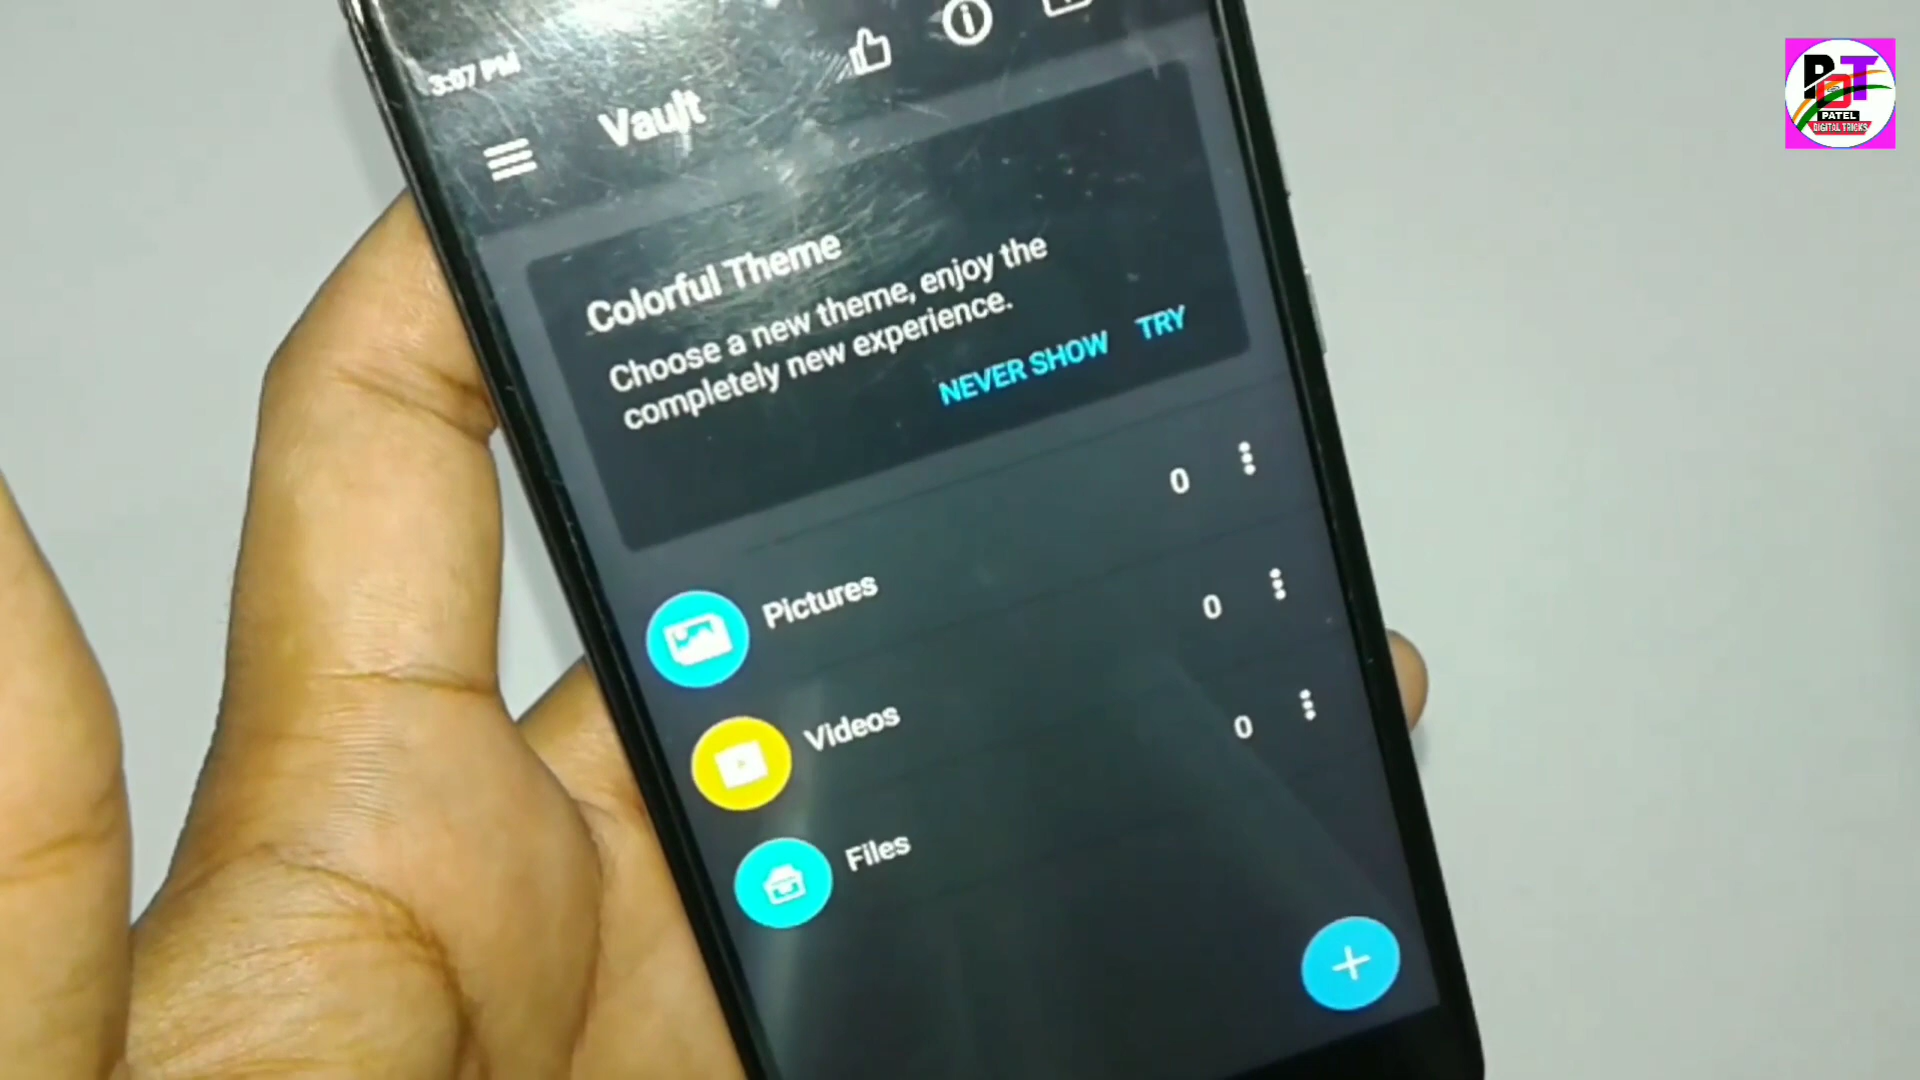 3:07 PM
Vault
Colorful Theme
Choose a new theme, enjoy the
completely new experience.
NEVER SHOW TRY
0
Pictures
0
Videos
0
Files
PDT
PATEL
DIGITAL TRICKS